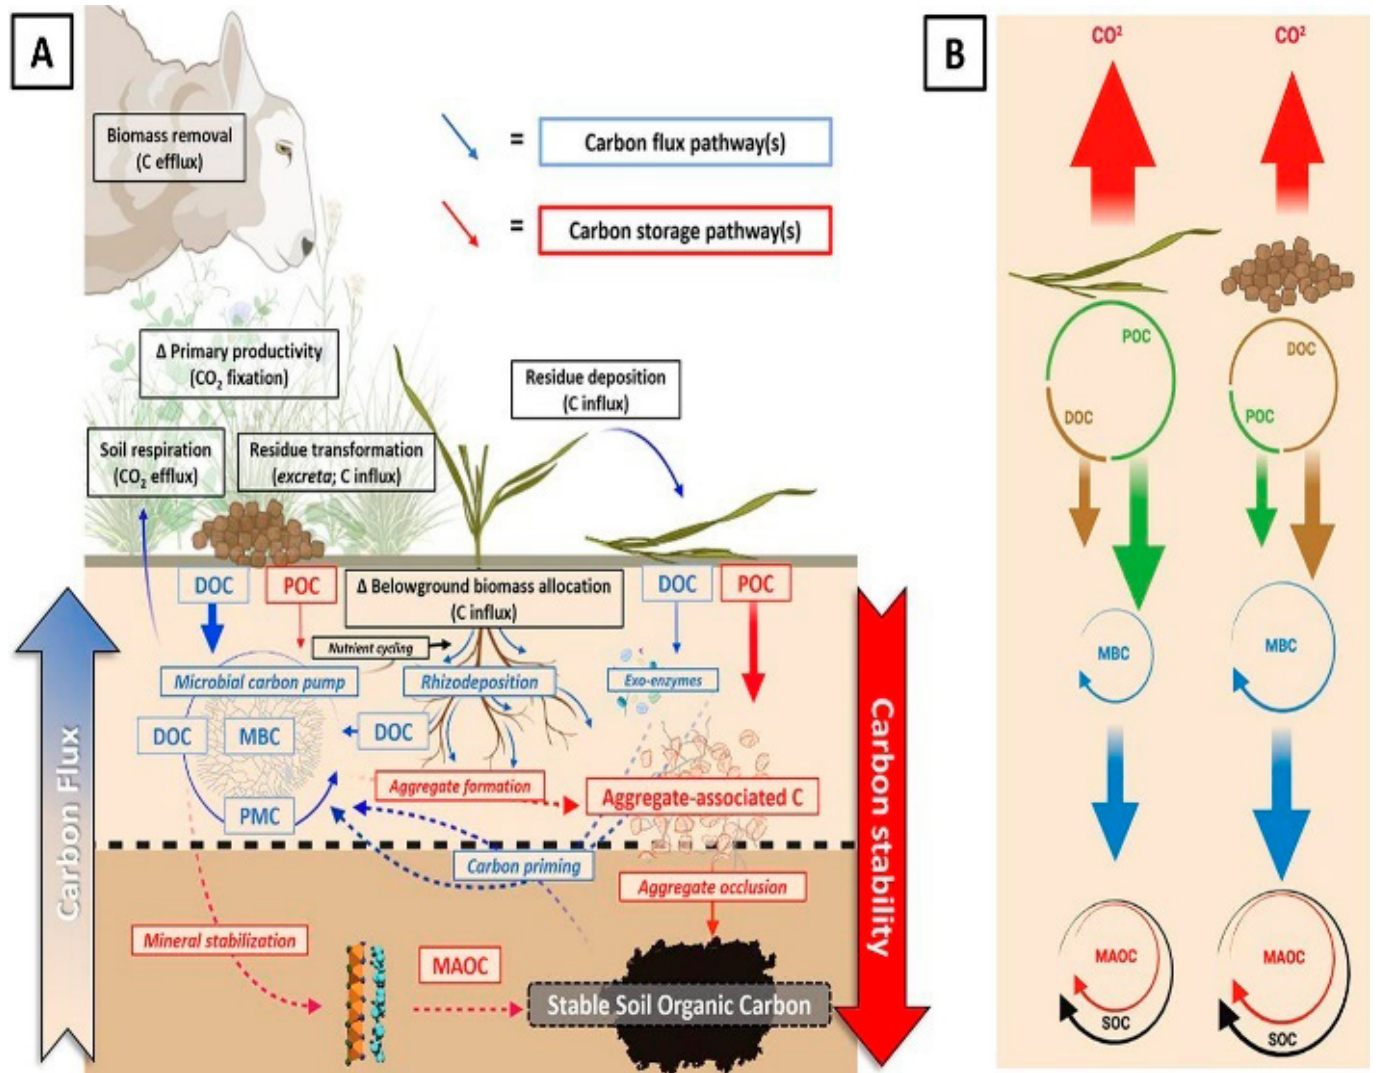 A
Biomass removal
(C efflux)
= Carbon flux pathway(s)
= Carbon storage pathway(s)
Δ Primary productivity
(CO₂ fixation)
Residue deposition
(C influx)
Soil respiration
(CO₂ efflux)
Residue transformation
(excreta; C influx)
DOC
POC
Δ Belowground biomass allocation
(C influx)
DOC
POC
Nutrient cycling
Microbial carbon pump
Rhizodeposition
Exo-enzymes
DOC
MBC
DOC
PMC
Aggregate formation
Aggregate-associated C
Carbon priming
Aggregate occlusion
Mineral stabilization
MAOC
Stable Soil Organic Carbon
Carbon Flux
Carbon stability
B
CO²
CO²
POC
DOC
DOC
POC
MBC
MBC
MAOC
SOC
MAOC
SOC